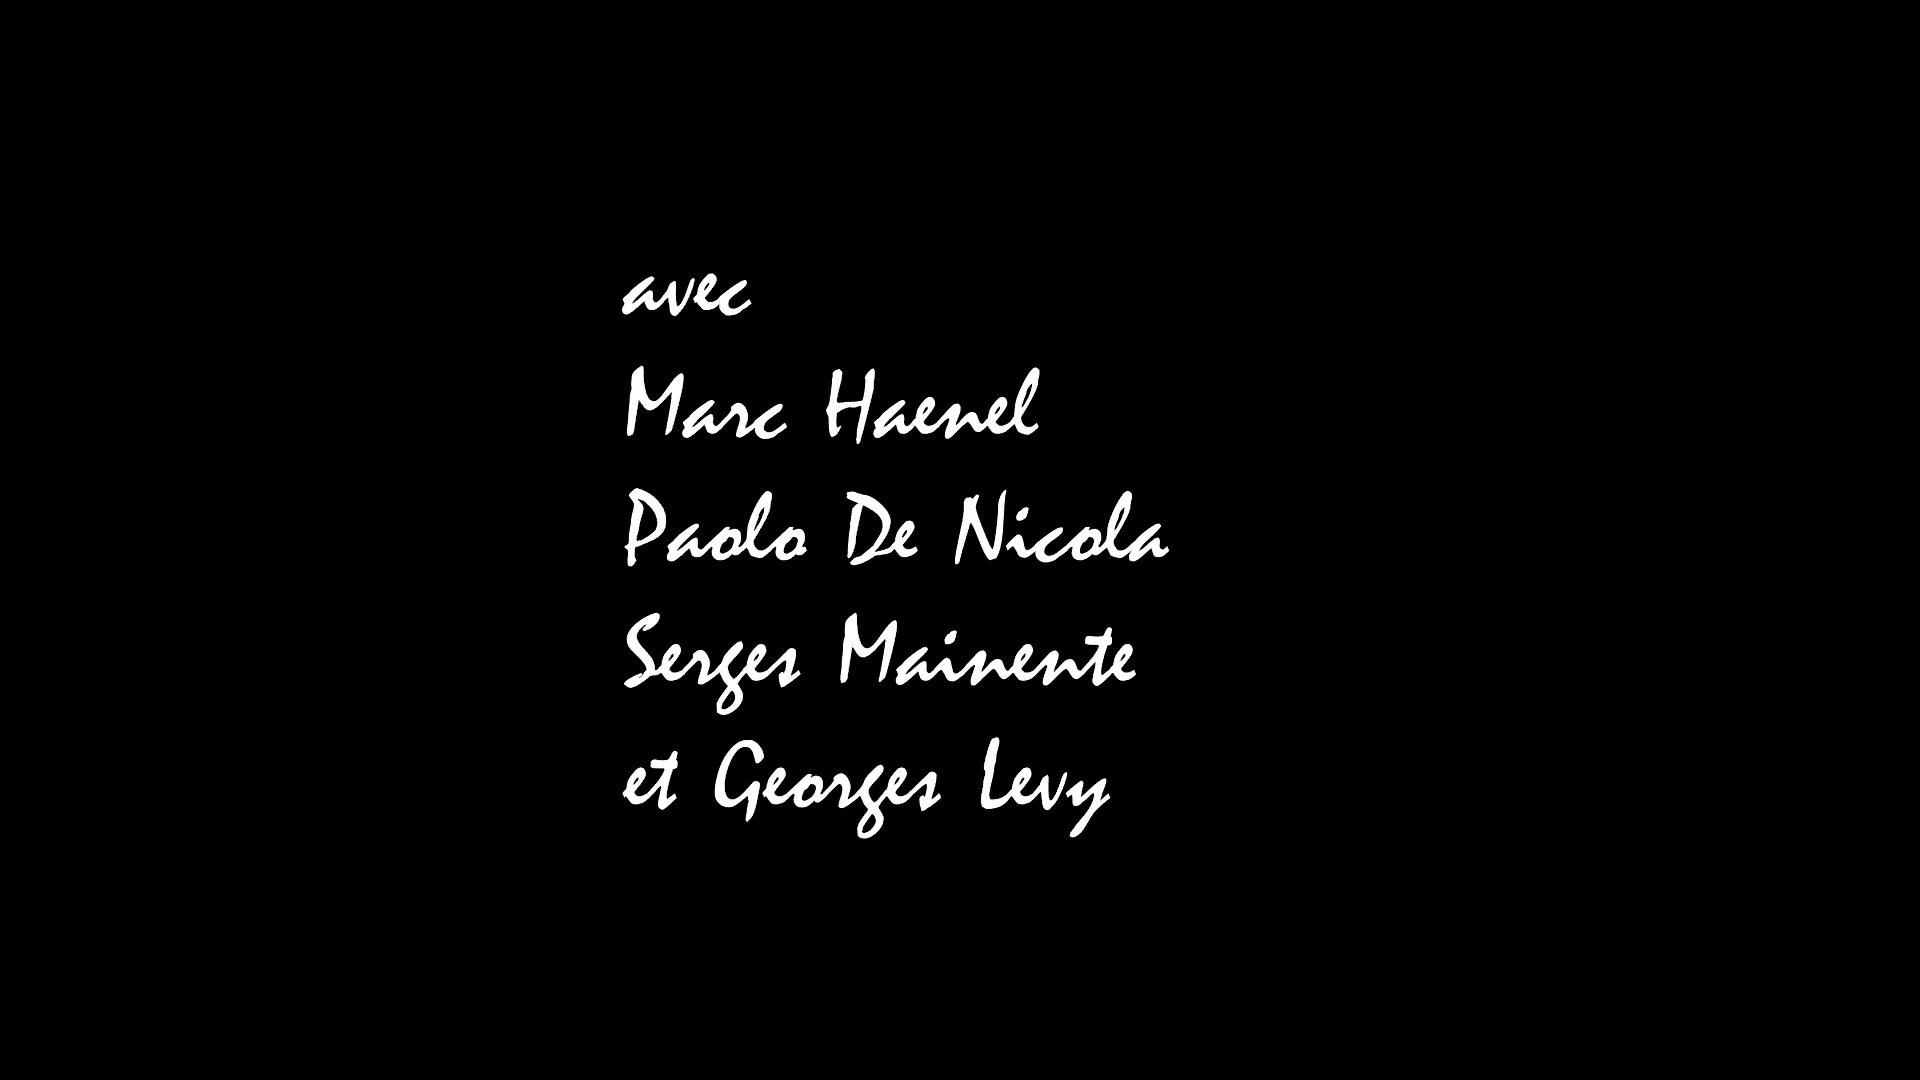 avec
Marc Haenel
Paolo De Nicola
Serges Mainente
et Georges Levy